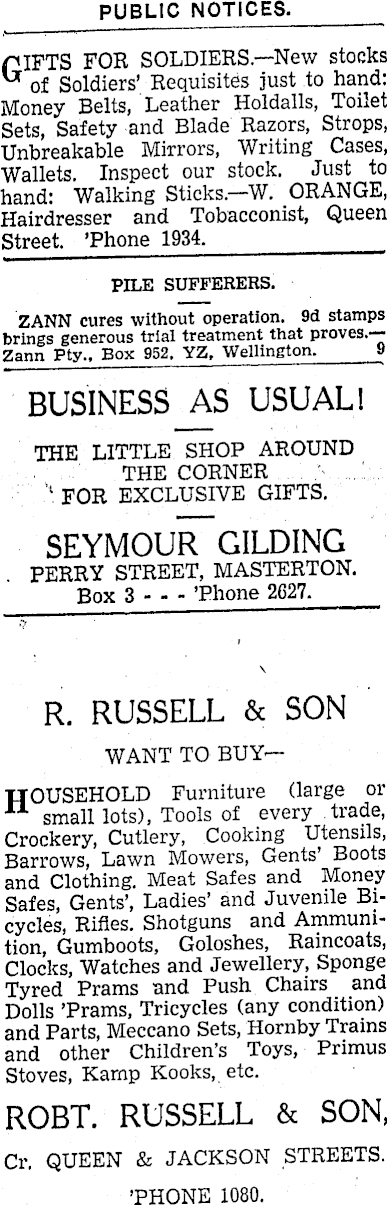 PUBLIC NOTICES.
GIFTS FOR SOLDIERS.—New stocks
of Soldiers' Requisites just to hand:
Money Belts, Leather Holdalls, Toilet
Sets, Safety and Blade Razors, Strops,
Unbreakable Mirrors, Writing Cases,
Wallets. Inspect our stock. Just to
hand: Walking Sticks.—W. ORANGE,
Hairdresser and Tobacconist, Queen
Street. 'Phone 1934.
PILE SUFFERERS.
ZANN cures without operation. 9d stamps
brings generous trial treatment that proves.—
Zann Pty., Box 952, YZ, Wellington. 9
BUSINESS AS USUAL!
THE LITTLE SHOP AROUND
THE CORNER
FOR EXCLUSIVE GIFTS.
SEYMOUR GILDING
PERRY STREET, MASTERTON.
Box 3 - - - 'Phone 2627.
R. RUSSELL & SON
WANT TO BUY—
HOUSEHOLD Furniture (large or
small lots), Tools of every trade,
Crockery, Cutlery, Cooking Utensils,
Barrows, Lawn Mowers, Gents' Boots
and Clothing. Meat Safes and Money
Safes, Gents', Ladies' and Juvenile Bi-
cycles, Rifles. Shotguns and Ammuni-
tion, Gumboots, Goloshes, Raincoats,
Clocks, Watches and Jewellery, Sponge
Tyred Prams and Push Chairs and
Dolls 'Prams, Tricycles (any condition)
and Parts, Meccano Sets, Hornby Trains
and other Children's Toys, Primus
Stoves, Kamp Kooks, etc.
ROBT. RUSSELL & SON,
Cr. QUEEN & JACKSON STREETS.
'PHONE 1080.